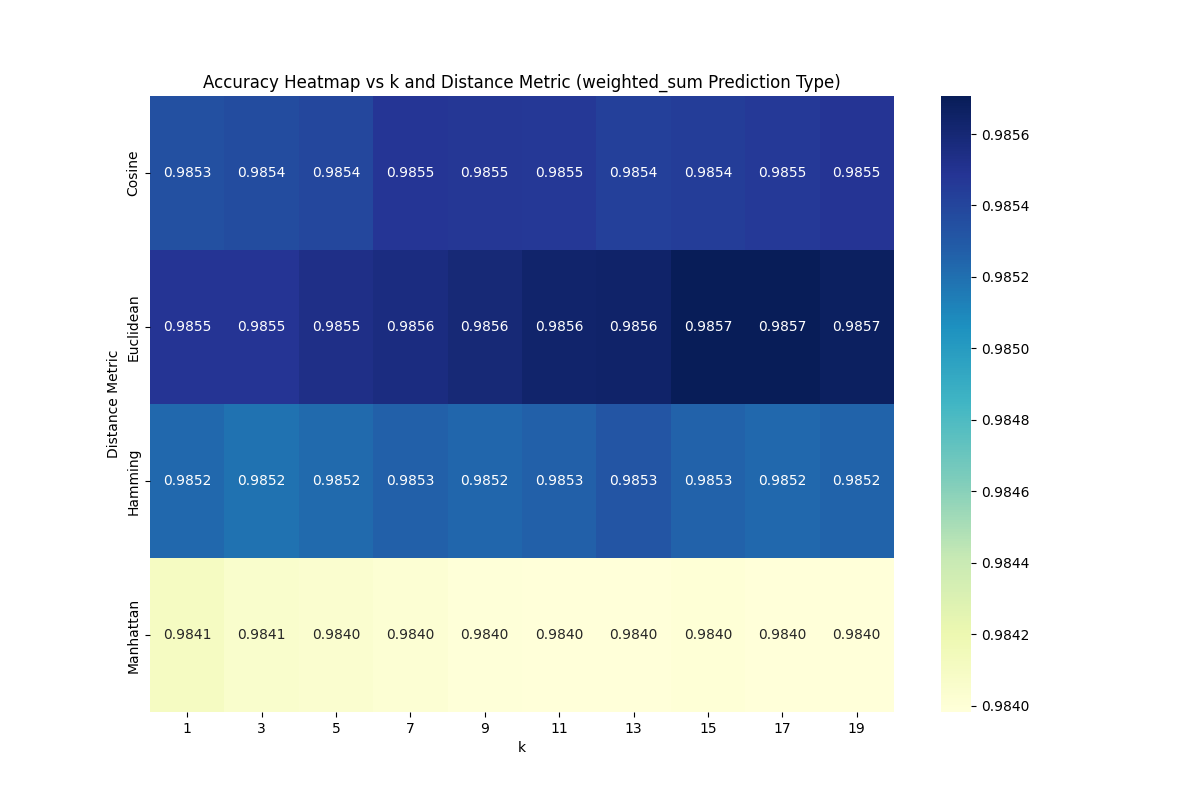 Accuracy Heatmap vs k and Distance Metric (weighted_sum Prediction Type)
Distance Metric
Cosine
0.9853 0.9854 0.9854 0.9855 0.9855 0.9855 0.9854 0.9854 0.9855 0.9855
Euclidean
0.9855 0.9855 0.9855 0.9856 0.9856 0.9856 0.9856 0.9857 0.9857 0.9857
Hamming
0.9852 0.9852 0.9852 0.9853 0.9852 0.9853 0.9853 0.9853 0.9852 0.9852
Manhattan
0.9841 0.9841 0.9840 0.9840 0.9840 0.9840 0.9840 0.9840 0.9840 0.9840
1 3 5 7 9 11 13 15 17 19
k
0.9856
0.9854
0.9852
0.9850
0.9848
0.9846
0.9844
0.9842
0.9840